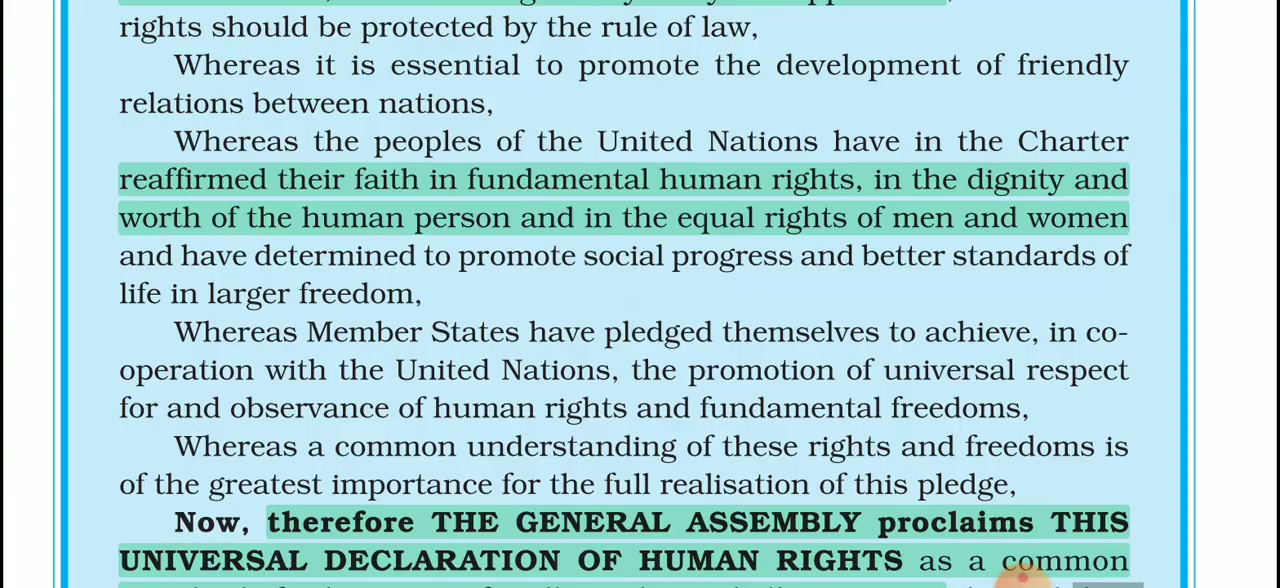 rights should be protected by the rule of law,
Whereas it is essential to promote the development of friendly
relations between nations,
Whereas the peoples of the United Nations have in the Charter
reaffirmed their faith in fundamental human rights, in the dignity and
worth of the human person and in the equal rights of men and women
and have determined to promote social progress and better standards of
life in larger freedom,
Whereas Member States have pledged themselves to achieve, in co-
operation with the United Nations, the promotion of universal respect
for and observance of human rights and fundamental freedoms,
Whereas a common understanding of these rights and freedoms is
of the greatest importance for the full realisation of this pledge,
Now, therefore THE GENERAL ASSEMBLY proclaims THIS
UNIVERSAL DECLARATION OF HUMAN RIGHTS as a common